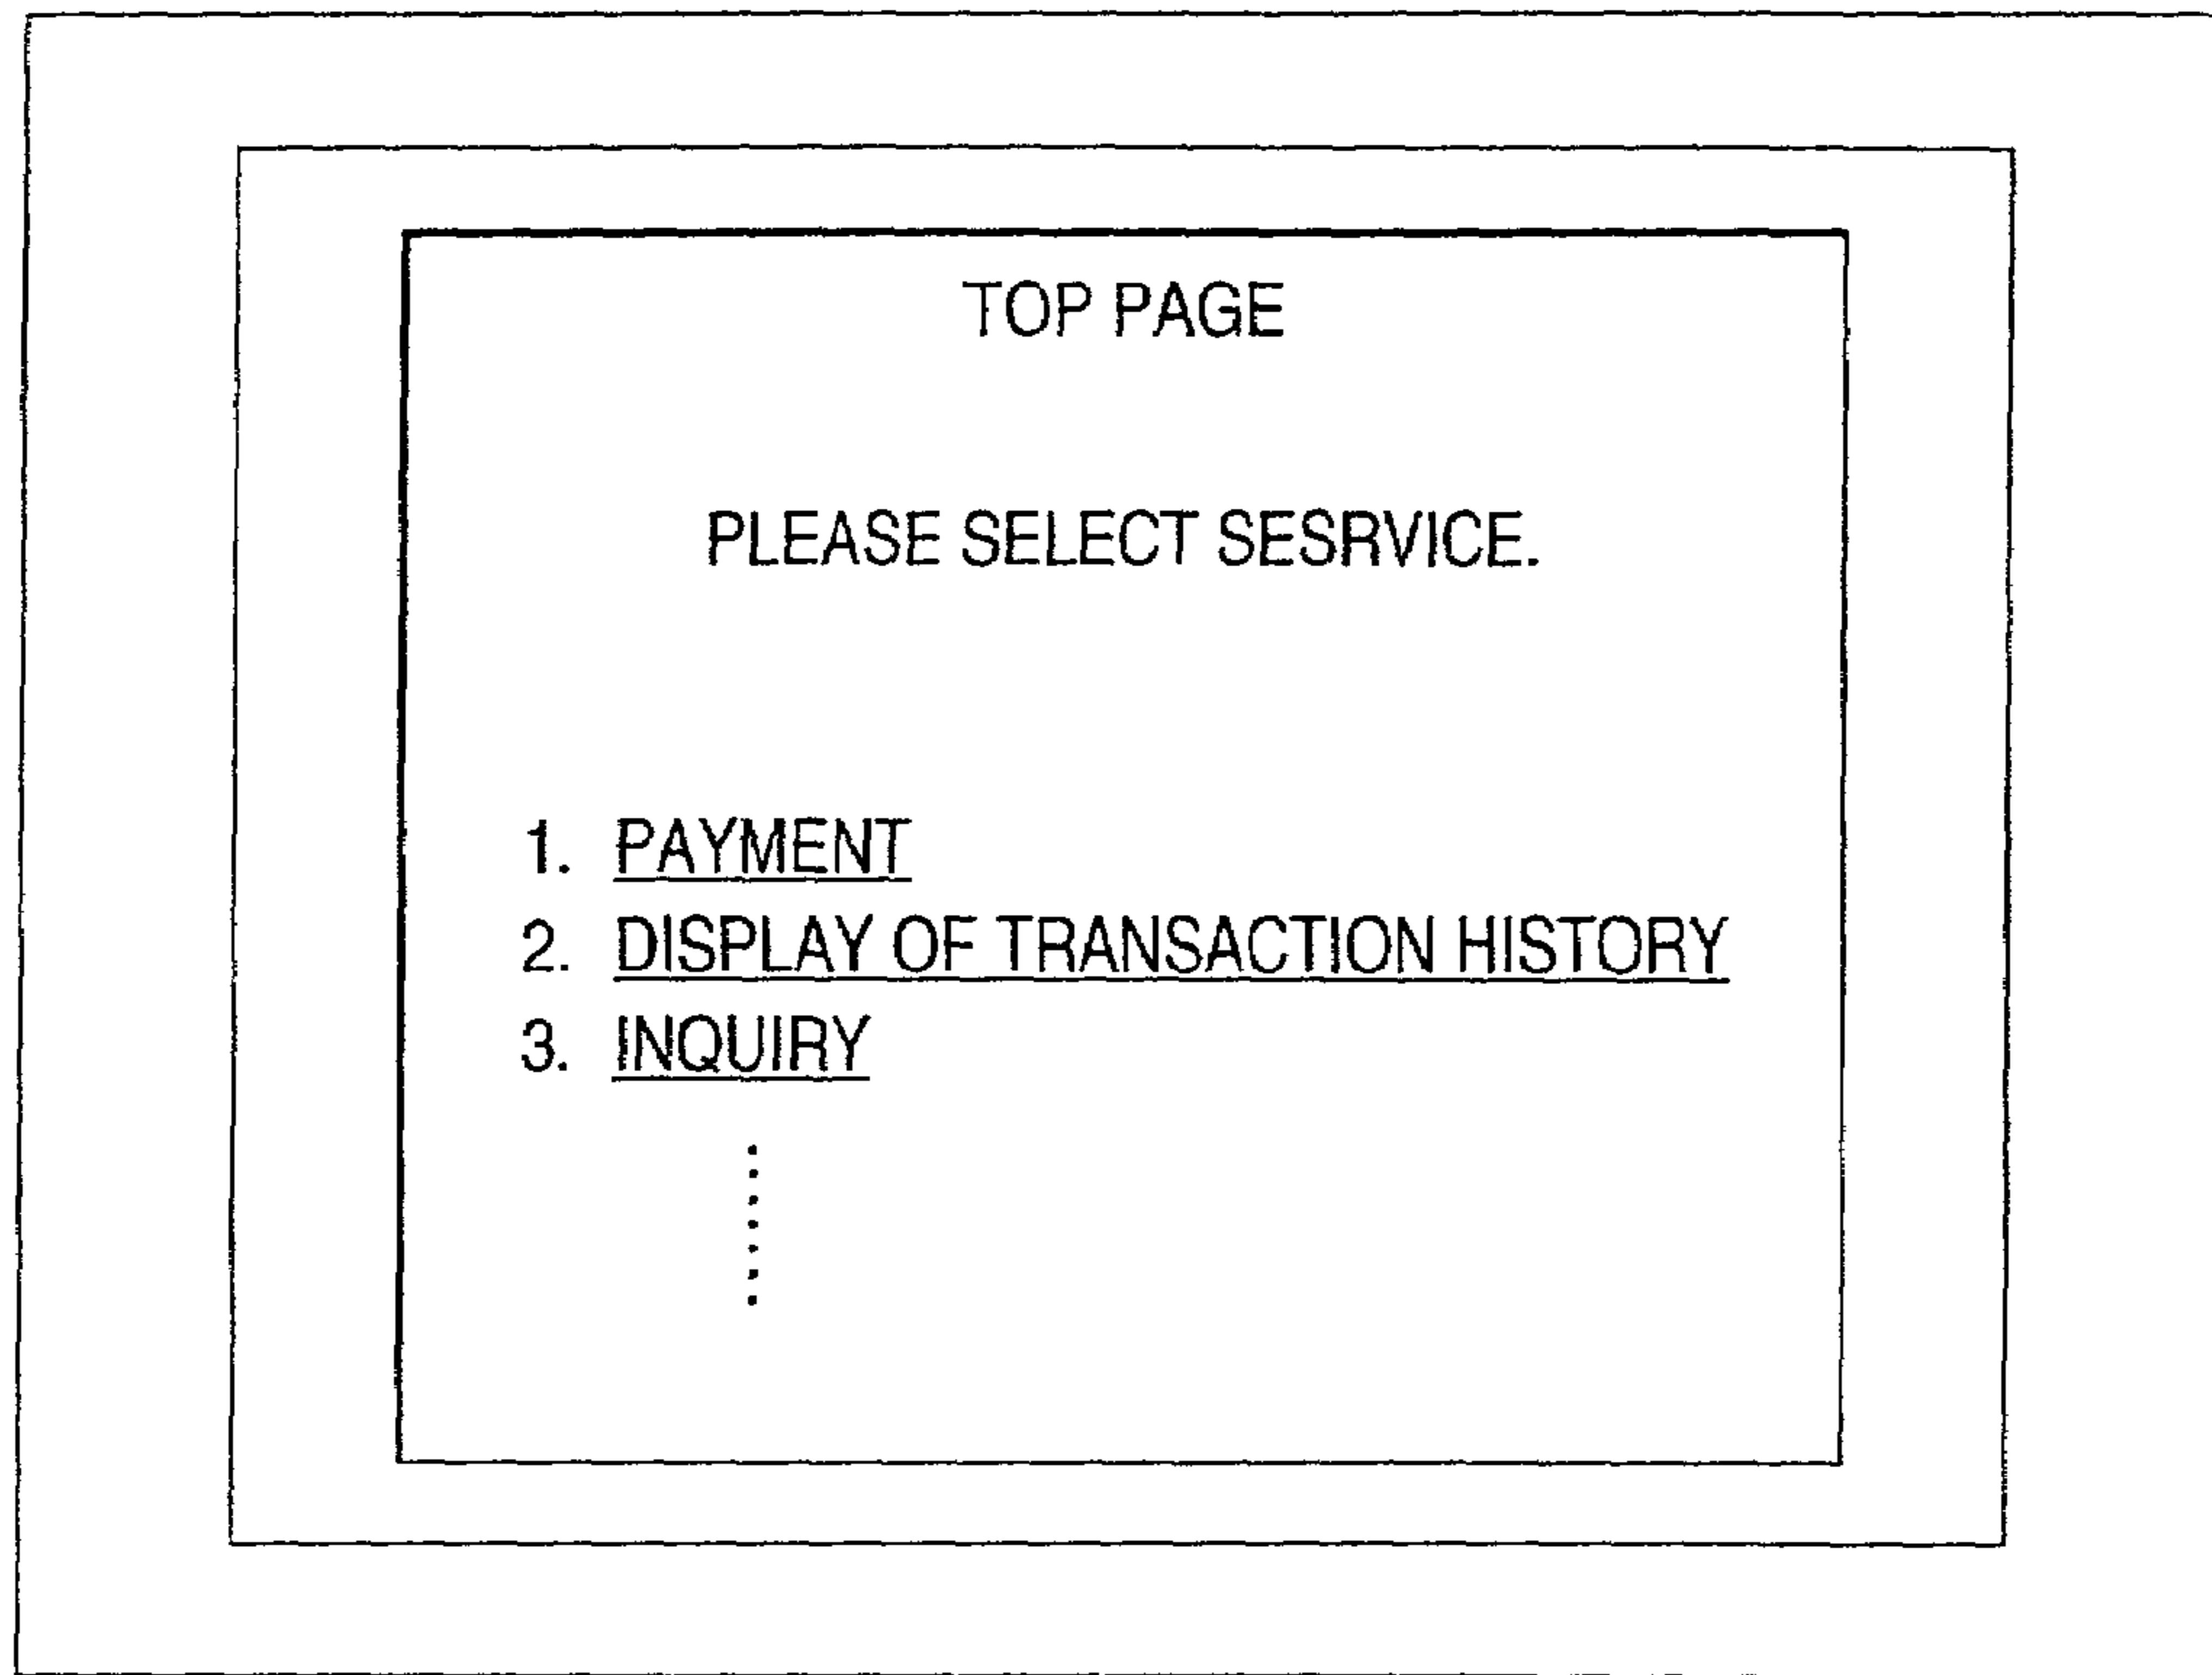 TOP PAGE
PLEASE SELECT SESRVICE.
1. PAYMENT
2. DISPLAY OF TRANSACTION HISTORY
3. INQUIRY